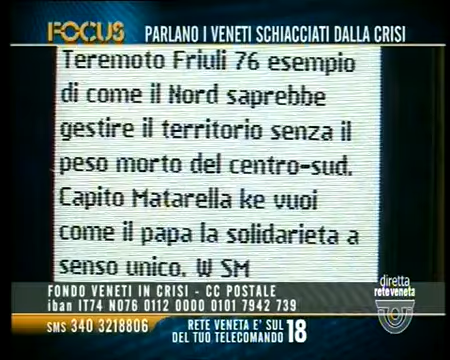 FOCUS PARLANO I VENETI SCHIACCIATI DALLA CRISI
Teremoto Friuli 76 esempio
di come il Nord saprebbe
gestire il territorio senza il
peso morto del centro-sud.
Capito Matarella ke vuoi
come il papa la solidarieta a
senso unico. W SM
diretta
reteveneta
FONDO VENETI IN CRISI - CC POSTALE
iban IT74 N076 0112 0000 0101 7942 739
SMS 340 3218806
RETE VENETA E' SUL 18
DEL TUO TELECOMANDO